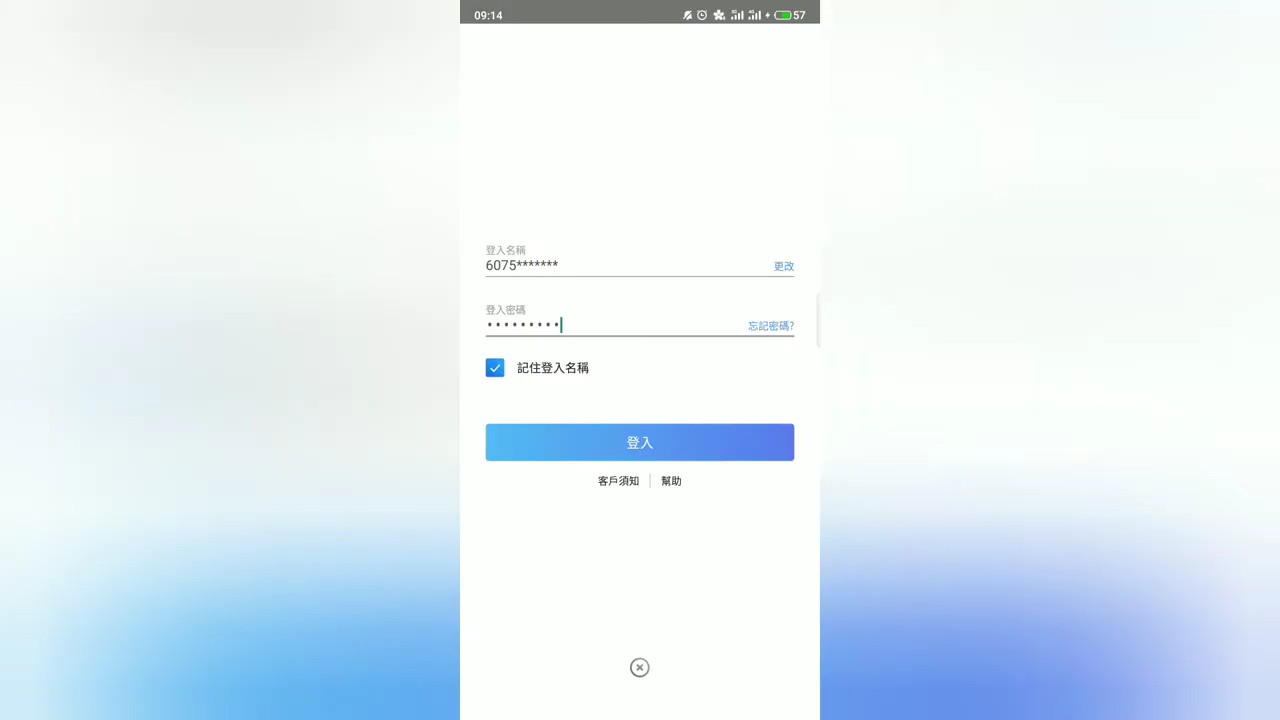 09:14
57
登入名稱
6075*******
更改
登入密碼
•••••••••
忘記密碼?
記住登入名稱
登入
客戶須知
幫助